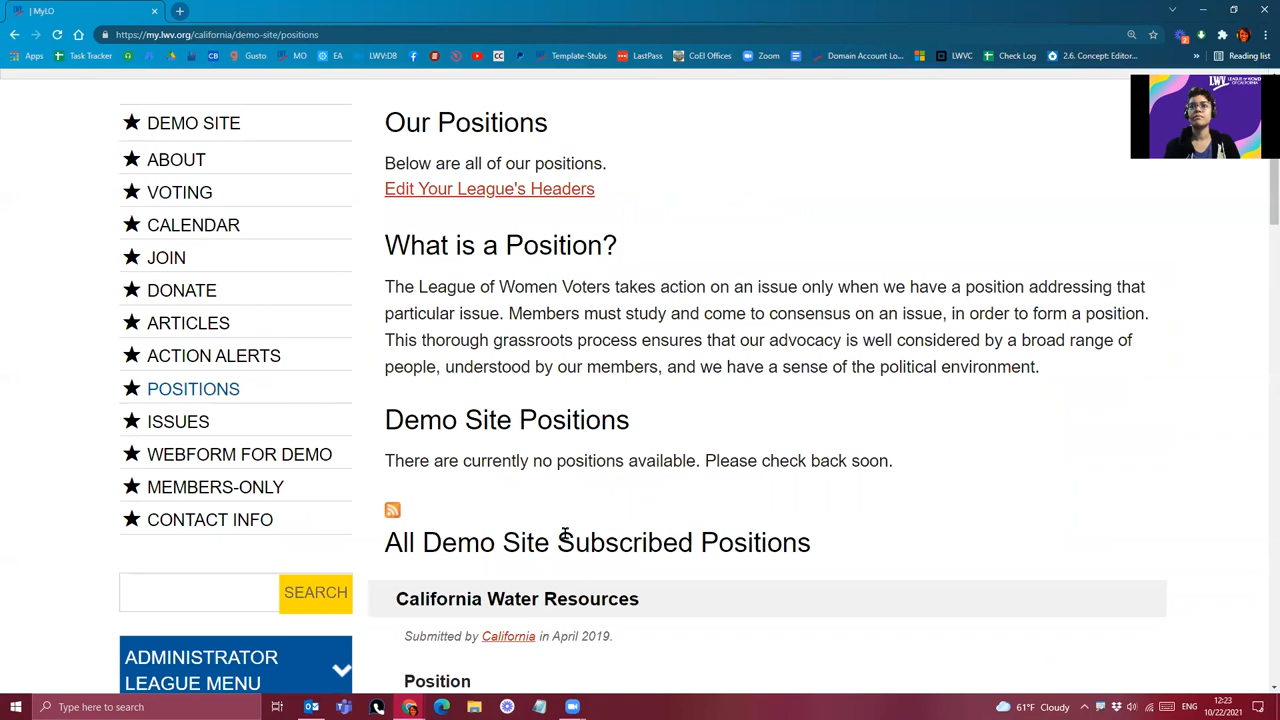 | MyLO
https://my.lwv.org/california/demo-site/positions
Apps Task Tracker CB Gusto MO EA LWV:DB CC Template-Stubs LastPass CoEI Offices Zoom Domain Account Lo... LWVC Check Log 2.6. Concept: Editor... » Reading list
LWV LEAGUE OF WOMEN VOTERS OF CALIFORNIA
DEMO SITE
ABOUT
VOTING
CALENDAR
JOIN
DONATE
ARTICLES
ACTION ALERTS
POSITIONS
ISSUES
WEBFORM FOR DEMO
MEMBERS-ONLY
CONTACT INFO
SEARCH
ADMINISTRATOR
LEAGUE MENU
Our Positions
Below are all of our positions.
Edit Your League's Headers
What is a Position?
The League of Women Voters takes action on an issue only when we have a position addressing that
particular issue. Members must study and come to consensus on an issue, in order to form a position.
This thorough grassroots process ensures that our advocacy is well considered by a broad range of
people, understood by our members, and we have a sense of the political environment.
Demo Site Positions
There are currently no positions available. Please check back soon.
All Demo Site Subscribed Positions
California Water Resources
Submitted by California in April 2019.
Position
Type here to search
61°F Cloudy
ENG
12:23
10/22/2021